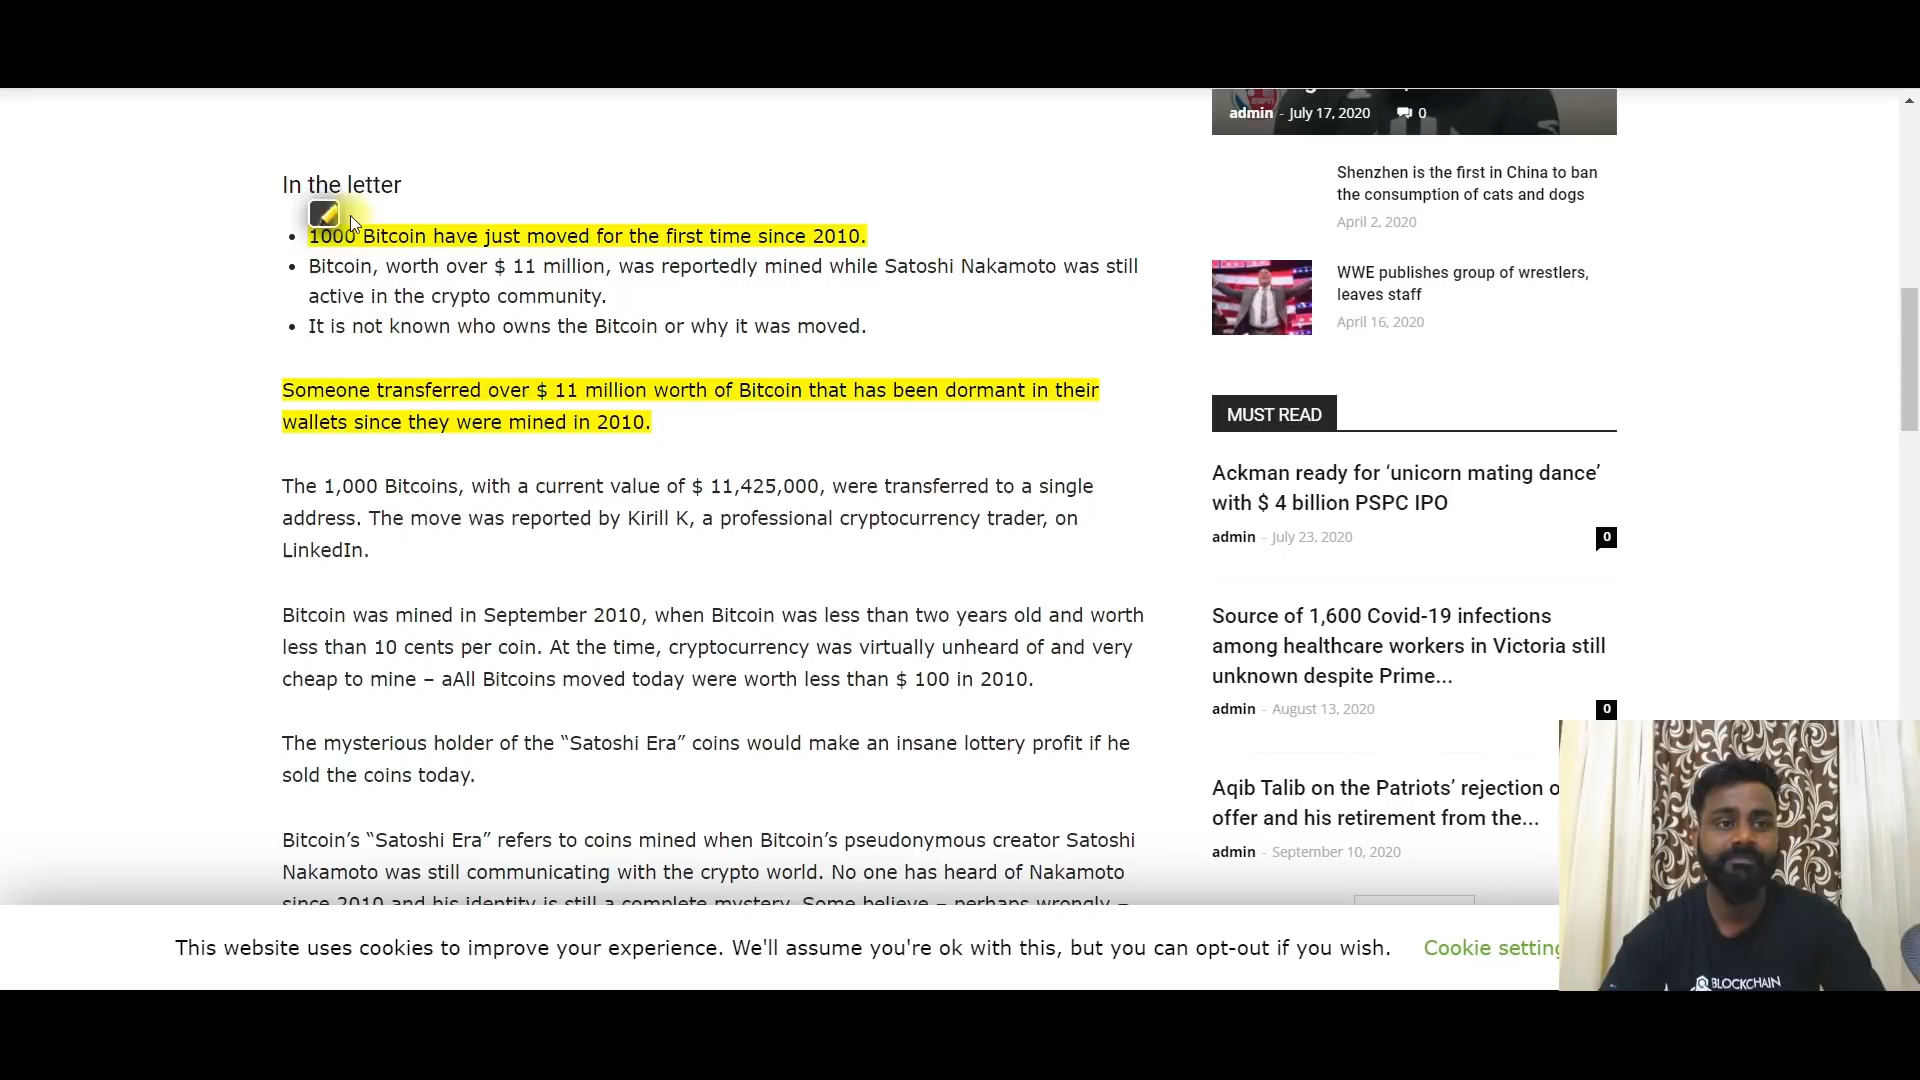 admin - July 17, 2020 0
In the letter
1000 Bitcoin have just moved for the first time since 2010.
Bitcoin, worth over $ 11 million, was reportedly mined while Satoshi Nakamoto was still
active in the crypto community.
It is not known who owns the Bitcoin or why it was moved.
Someone transferred over $ 11 million worth of Bitcoin that has been dormant in their
wallets since they were mined in 2010.
The 1,000 Bitcoins, with a current value of $ 11,425,000, were transferred to a single
address. The move was reported by Kirill K, a professional cryptocurrency trader, on
LinkedIn.
Bitcoin was mined in September 2010, when Bitcoin was less than two years old and worth
less than 10 cents per coin. At the time, cryptocurrency was virtually unheard of and very
cheap to mine – aAll Bitcoins moved today were worth less than $ 100 in 2010.
The mysterious holder of the “Satoshi Era” coins would make an insane lottery profit if he
sold the coins today.
Bitcoin’s “Satoshi Era” refers to coins mined when Bitcoin’s pseudonymous creator Satoshi
Nakamoto was still communicating with the crypto world. No one has heard of Nakamoto
since 2010 and his identity is still a complete mystery. Some believe – perhaps wrongly –
Shenzhen is the first in China to ban
the consumption of cats and dogs
April 2, 2020
WWE publishes group of wrestlers,
leaves staff
April 16, 2020
MUST READ
Ackman ready for ‘unicorn mating dance’
with $ 4 billion PSPC IPO
admin - July 23, 2020 0
Source of 1,600 Covid-19 infections
among healthcare workers in Victoria still
unknown despite Prime...
admin - August 13, 2020 0
Aqib Talib on the Patriots’ rejection o
offer and his retirement from the...
admin - September 10, 2020
This website uses cookies to improve your experience. We'll assume you're ok with this, but you can opt-out if you wish. Cookie setting
BLOCKCHAIN